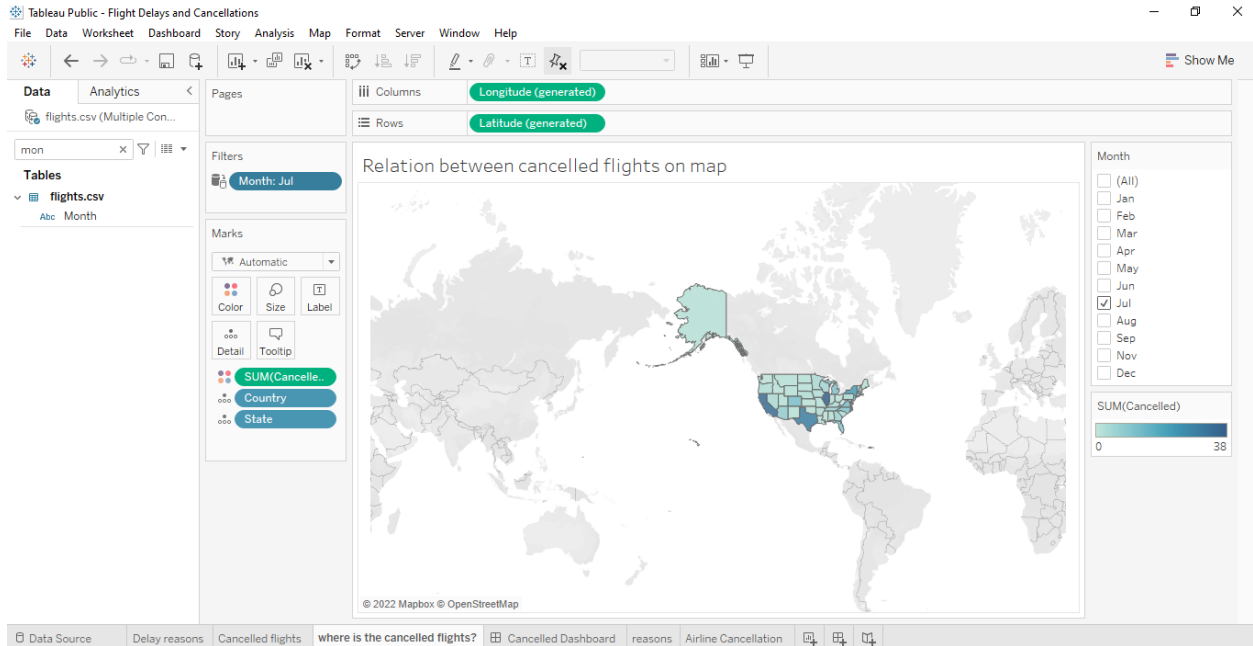 Tableau Public - Flight Delays and Cancellations
File Data Worksheet Dashboard Story Analysis Map Format Server Window Help
Show Me
Data Analytics
Pages
Columns
Longitude (generated)
flights.csv (Multiple Con...
Rows
Latitude (generated)
mon
Filters
Month: Jul
Tables
flights.csv
Abc Month
Marks
Automatic
Color Size Label
Detail Tooltip
SUM(Cancelle..
Country
State
Relation between cancelled flights on map
© 2022 Mapbox © OpenStreetMap
Month
(All)
Jan
Feb
Mar
Apr
May
Jun
Jul
Aug
Sep
Nov
Dec
SUM(Cancelled)
0 38
Data Source Delay reasons Cancelled flights where is the cancelled flights? Cancelled Dashboard reasons Airline Cancellation